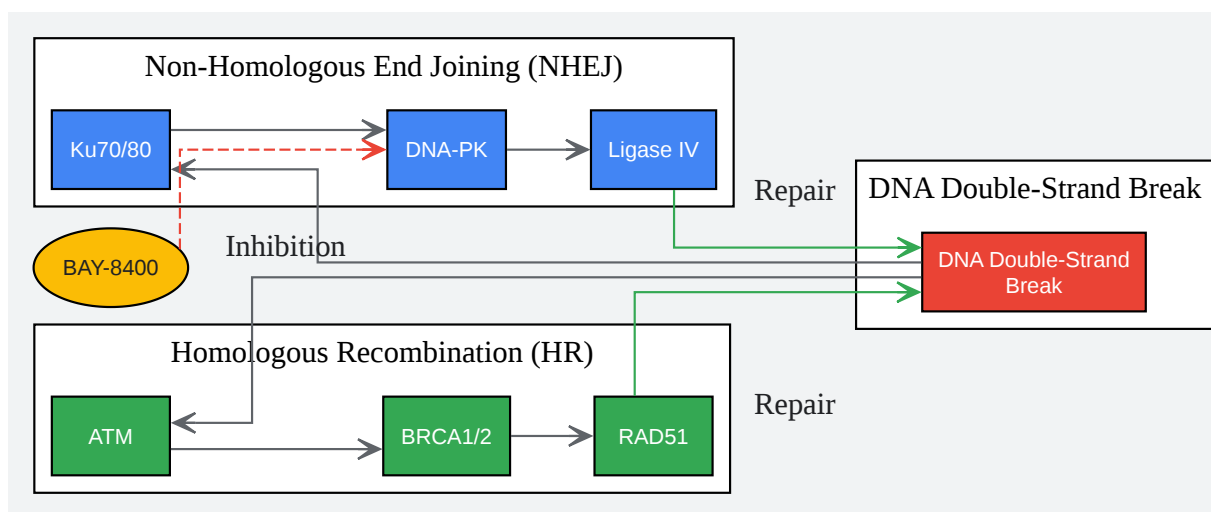 Non-Homologous End Joining (NHEJ)
Ku70/80
DNA-PK
Ligase IV
Repair
DNA Double-Strand Break
Inhibition
BAY-8400
DNA Double-Strand
Break
Homologous Recombination (HR)
Repair
ATM
BRCA1/2
RAD51